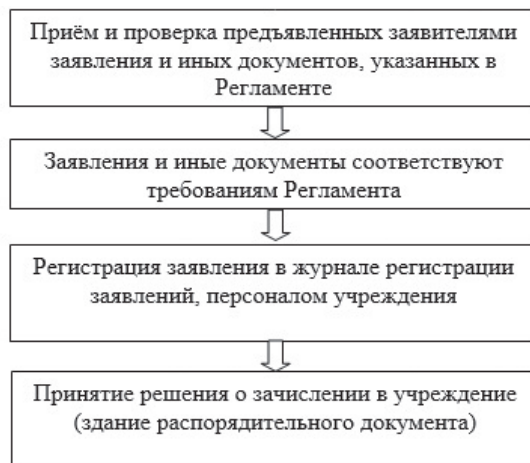 Приём и проверка предъявленных заявителями
заявления и иных документов, указанных в
Регламенте
Заявления и иные документы соответствуют
требованиям Регламента
Регистрация заявления в журнале регистрации
заявлений, персоналом учреждения
Принятие решения о зачислении в учреждение
(здание распорядительного документа)